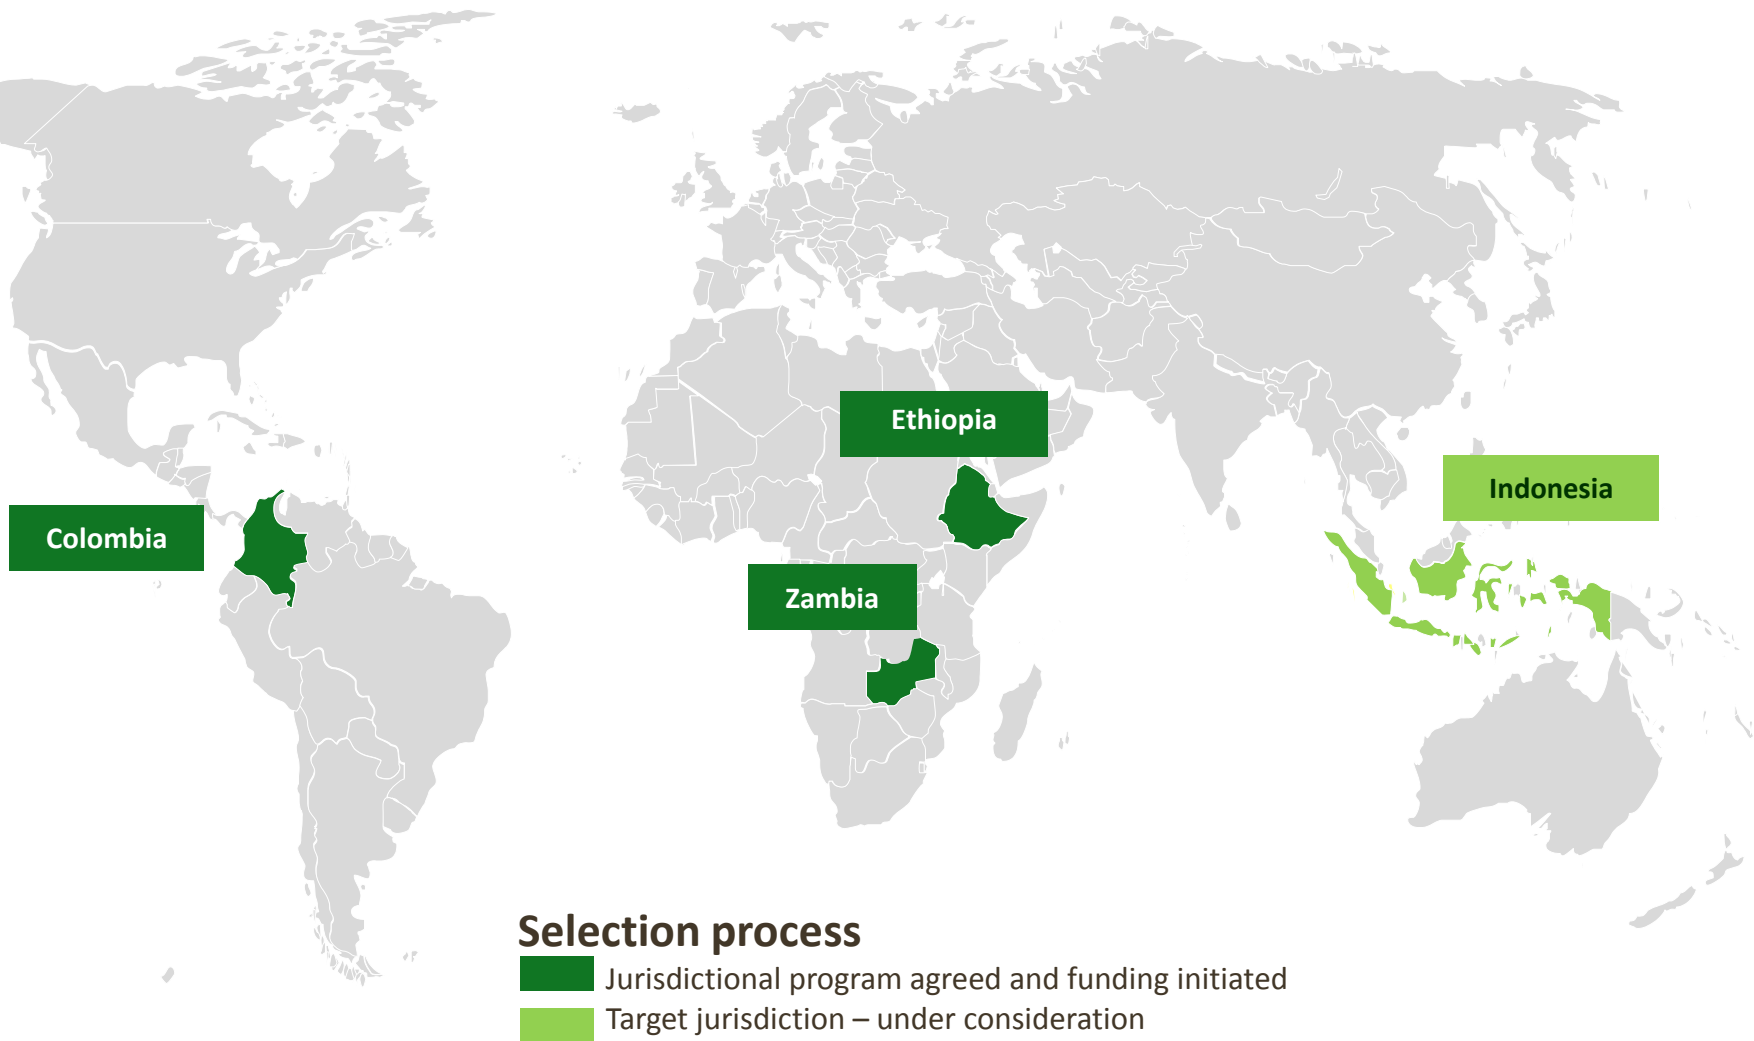 Ethiopia
Indonesia
Colombia
Zambia
Selection process
Jurisdictional program agreed and funding initiated
Target jurisdiction – under consideration